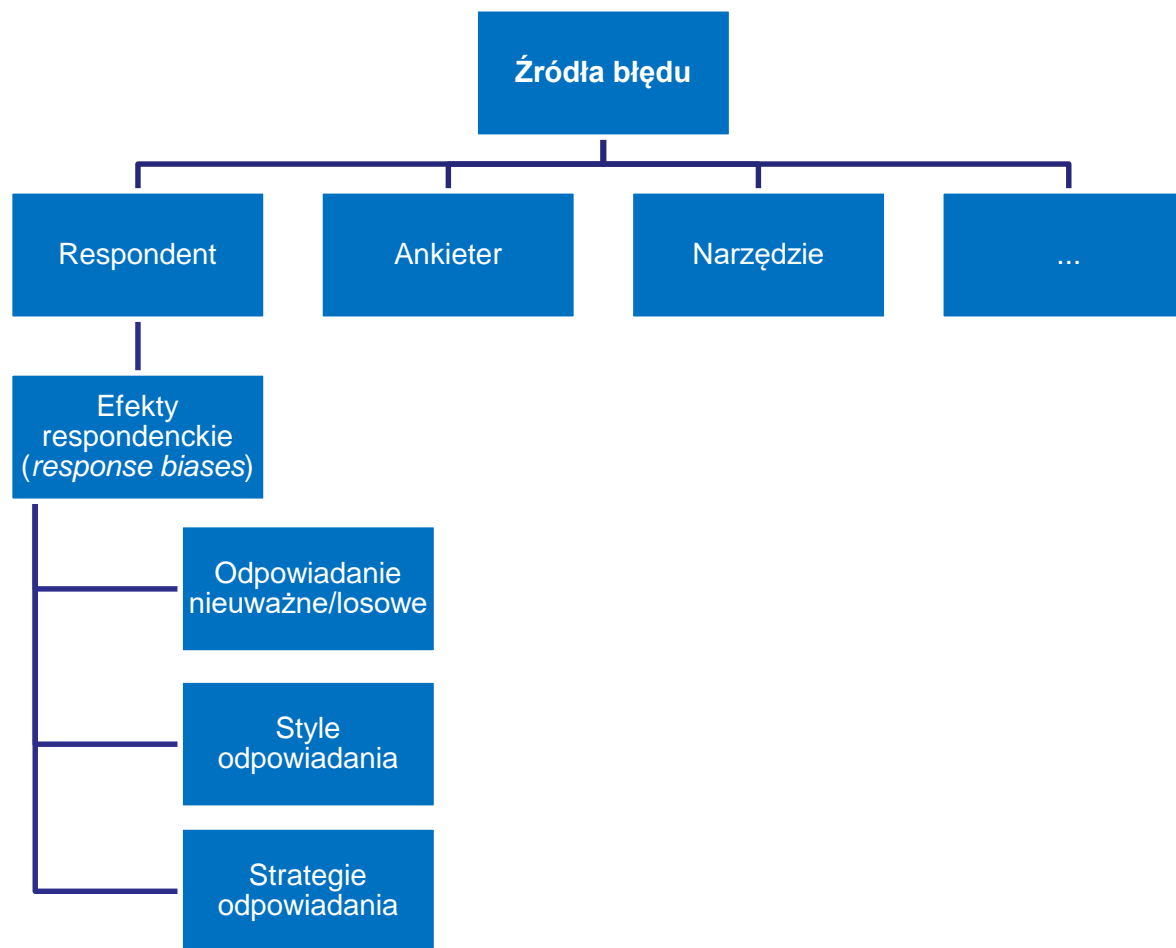 Źródła błędu
Respondent
Ankieter
Narzędzie
...
Efekty
respondenckie
(response biases)
Odpowiadanie
nieuważne/losowe
Style
odpowiadania
Strategie
odpowiadania